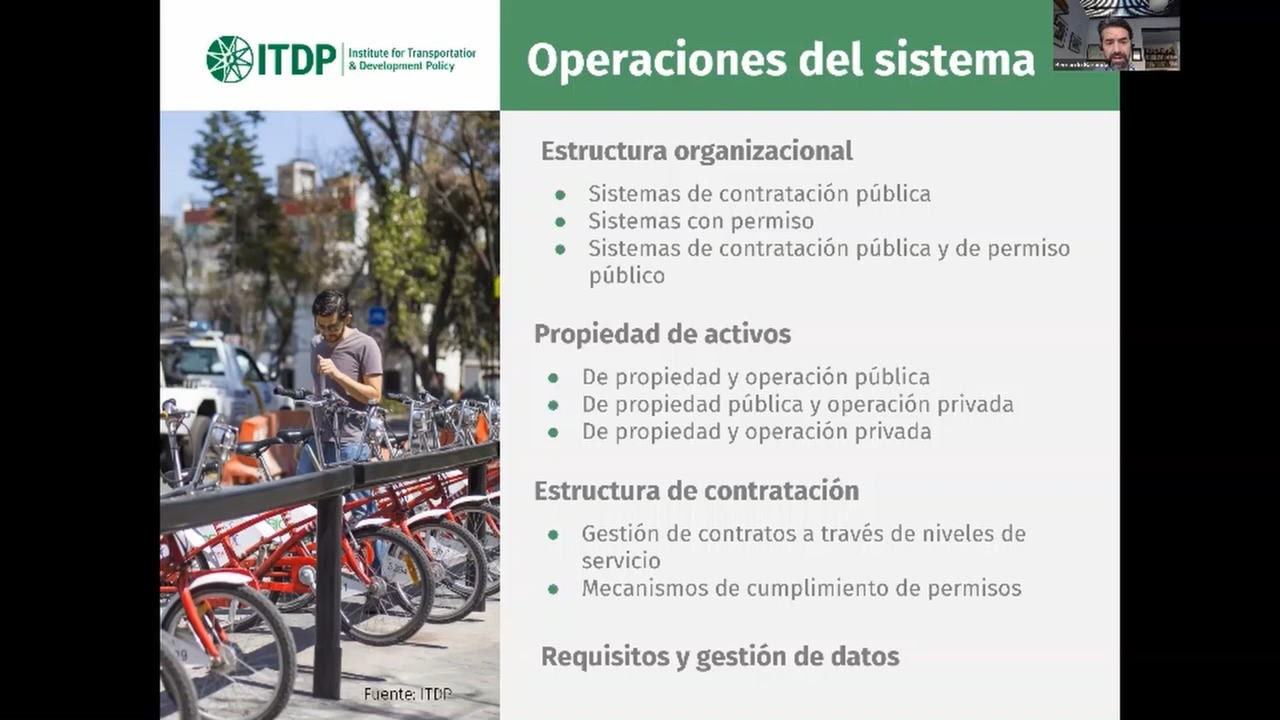 ITDP
Institute for Transportation
& Development Policy
Operaciones del sistema
Estructura organizacional
● Sistemas de contratación pública
● Sistemas con permiso
● Sistemas de contratación pública y de permiso
público
Propiedad de activos
● De propiedad y operación pública
● De propiedad pública y operación privada
● De propiedad y operación privada
Estructura de contratación
● Gestión de contratos a través de niveles de
servicio
● Mecanismos de cumplimiento de permisos
Requisitos y gestión de datos
Fuente: ITDP